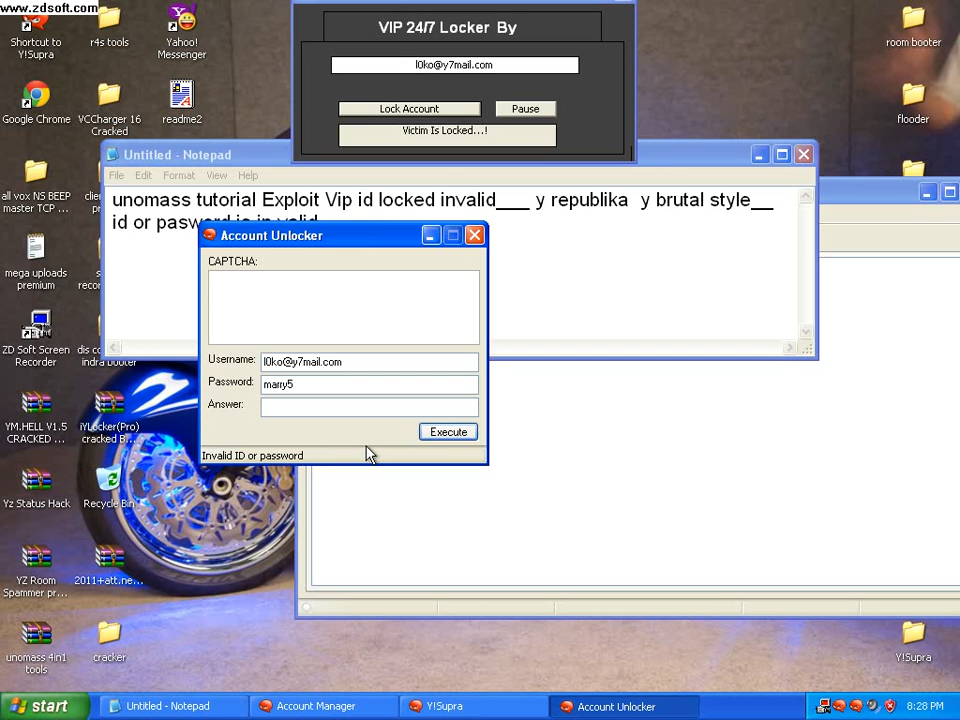 www.zdsoft.com
Shortcut to
Y!Supra
r4s tools
Yahoo!
Messenger
Google Chrome
VCCharger 16
Cracked
readme2
all vox NS BEEP
master TCP ...
mega uploads
premium
ZD Soft Screen
Recorder
indra booter
YM.HELL V1.5
CRACKED ...
iYLocker(Pro)
cracked B...
Yz Status Hack
Recycle Bin
YZ Room
Spammer pr...
2011+att.ne...
unomass 4in1
tools
cracker
room booter
flooder
Y!Supra
VIP 24/7 Locker By
l0ko@y7mail.com
Lock Account
Pause
Victim Is Locked...!
Untitled - Notepad
File Edit Format View Help
unomass tutorial Exploit Vip id locked invalid___ y republika y brutal style__
id or pasword is in valid
Account Unlocker
CAPTCHA:
Username:
l0ko@y7mail.com
Password:
marry5
Answer:
Execute
Invalid ID or password
start
Untitled - Notepad
Account Manager
Y!Supra
Account Unlocker
8:28 PM